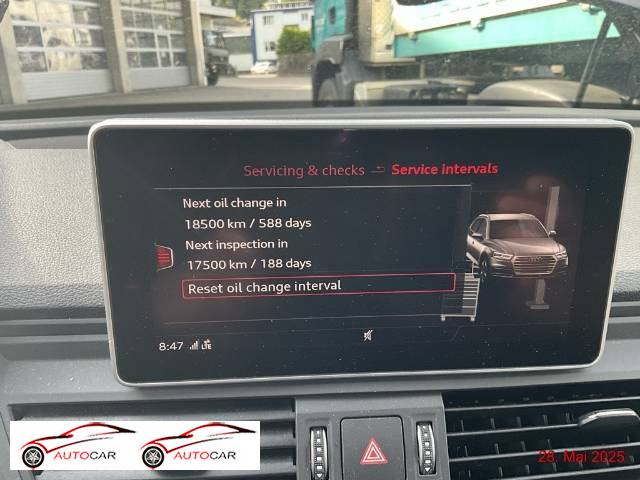 Servicing & checks Service intervals
Next oil change in
18500 km / 588 days
Next inspection in
17500 km / 188 days
Reset oil change interval
8:47 LTE
AUTOCAR AUTOCAR
28. Mai 2025